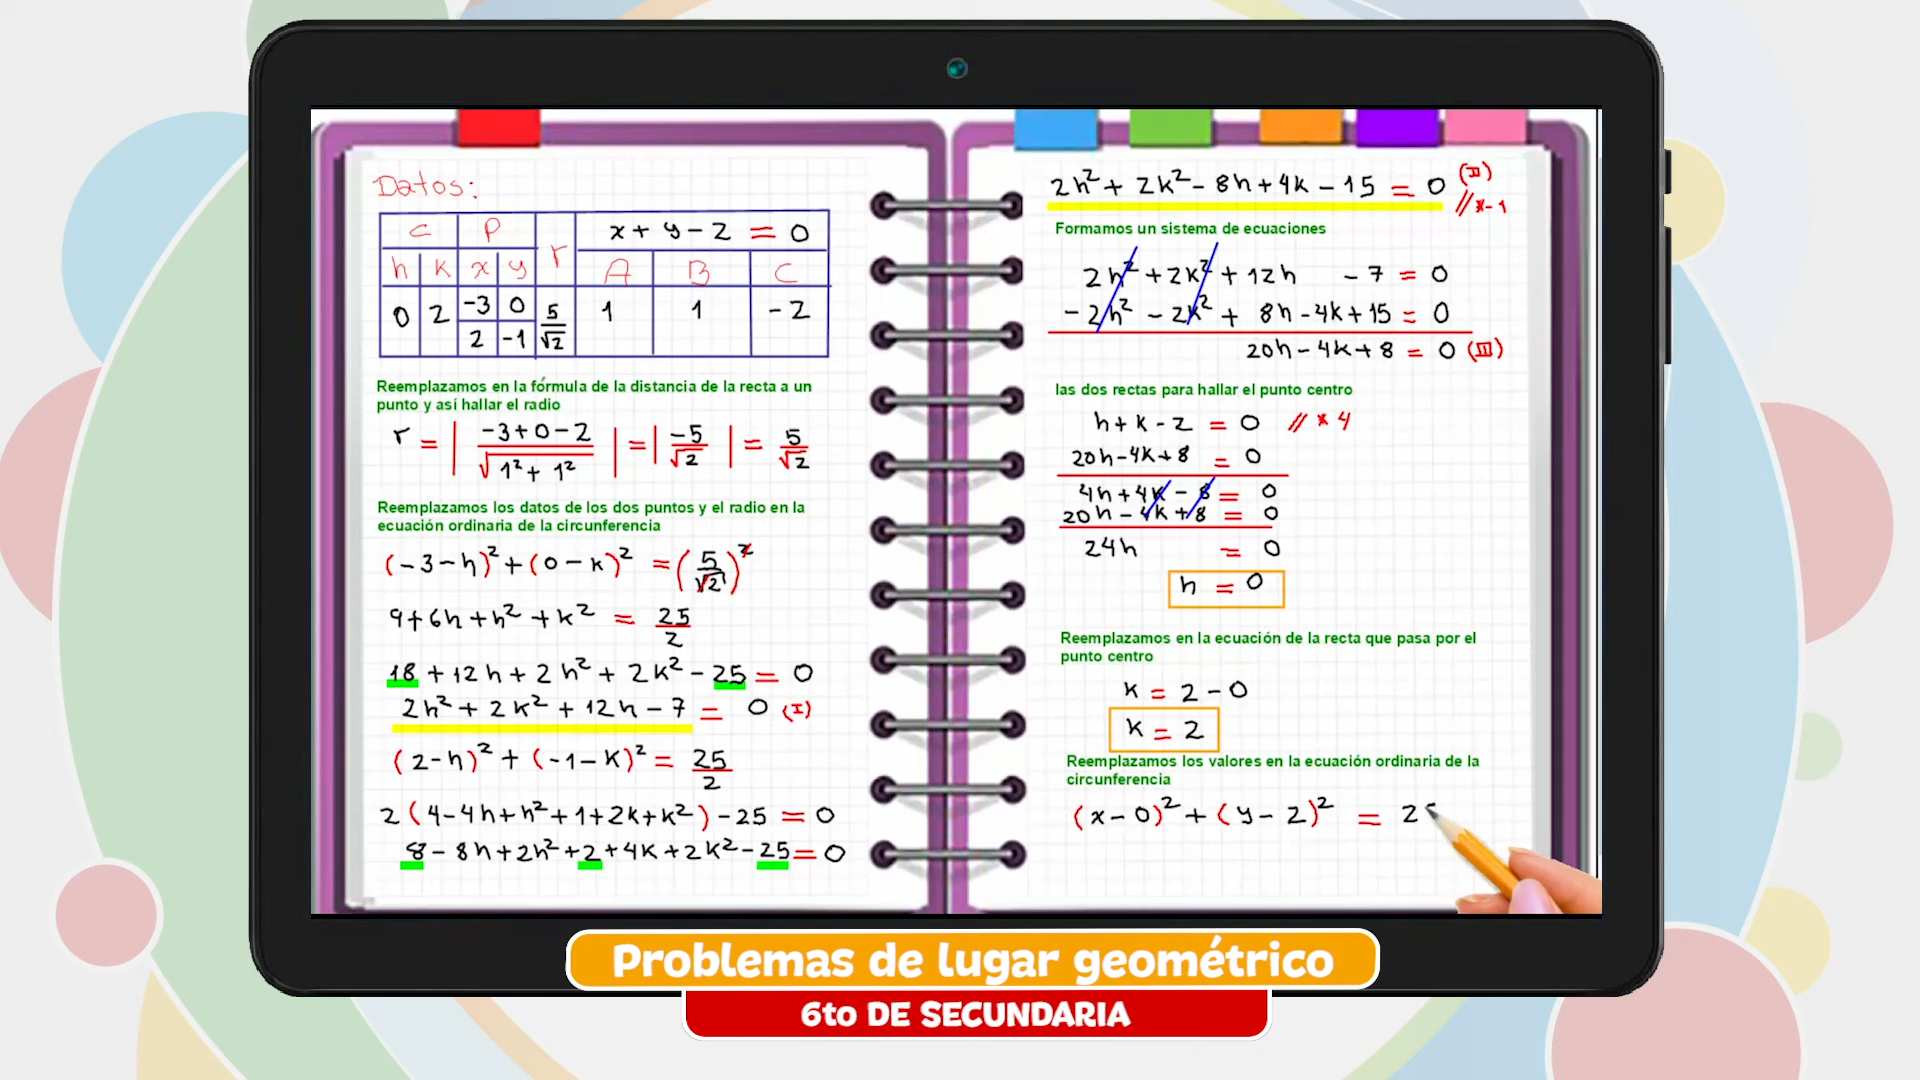 Datos:
C P r x + y - 2 = 0
h k x y A B C
0 2 -3 0 5/√2 1 1 -2
2 -1
Reemplazamos en la fórmula de la distancia de la recta a un
punto y así hallar el radio
r = | (-3+0-2)/√(1²+1²) | = | -5/√2 | = 5/√2
Reemplazamos los datos de los dos puntos y el radio en la
ecuación ordinaria de la circunferencia
(-3-h)² + (0-k)² = (5/√2)²
9+6h+h²+k² = 25/2
18 + 12h + 2h² + 2k² - 25 = 0
2h² + 2k² + 12h - 7 = 0 (I)
(2-h)² + (-1-k)² = 25/2
2(4-4h+h²+1+2k+k²) - 25 = 0
8 - 8h + 2h² + 2 + 4k + 2k² - 25 = 0
2h² + 2k² - 8h + 4k - 15 = 0 (II)
//x-1
Formamos un sistema de ecuaciones
2h² + 2k² + 12h - 7 = 0
-2h² - 2k² + 8h - 4k + 15 = 0
20h - 4k + 8 = 0 (III)
las dos rectas para hallar el punto centro
h + k - 2 = 0 // x 4
20h - 4k + 8 = 0
4h + 4k - 8 = 0
20h - 4k + 8 = 0
24h = 0
h = 0
Reemplazamos en la ecuación de la recta que pasa por el
punto centro
k = 2 - 0
k = 2
Reemplazamos los valores en la ecuación ordinaria de la
circunferencia
(x-0)² + (y-2)² = 25
Problemas de lugar geométrico
6to DE SECUNDARIA